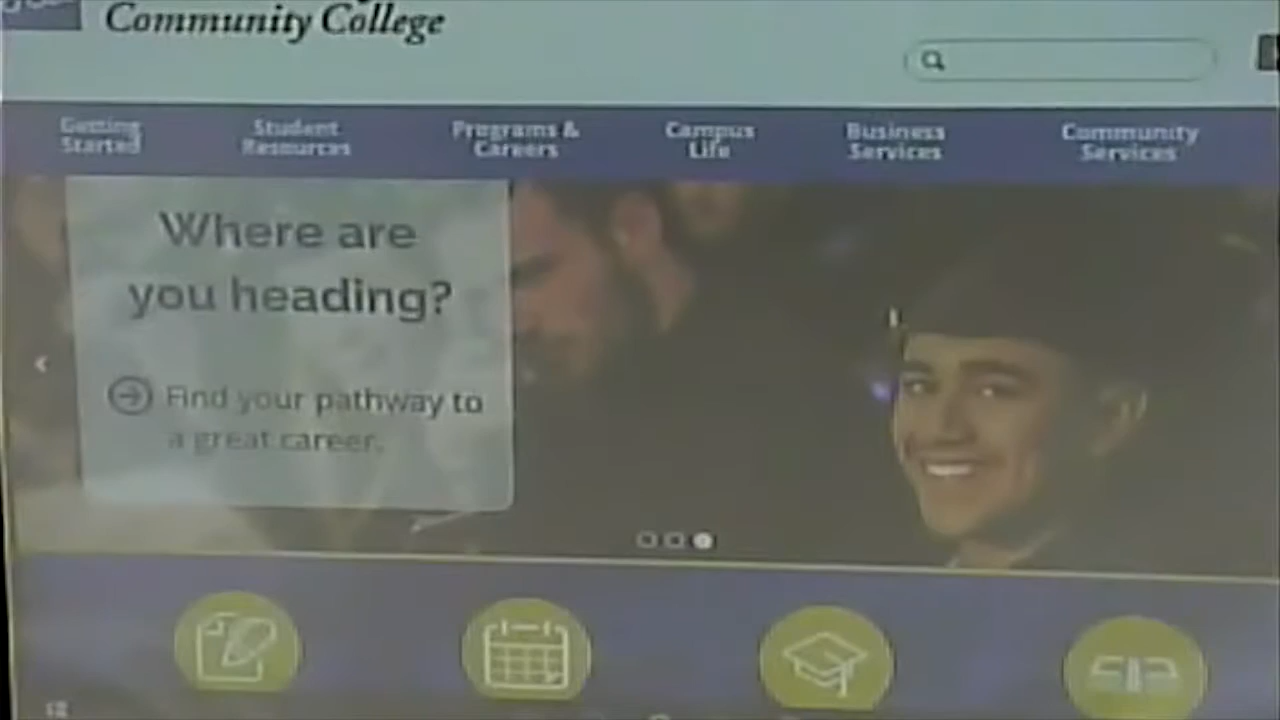 Community College
Getting
Started
Student
Resources
Programs &
Careers
Campus
Life
Business
Services
Community
Services
Where are
you heading?
Find your pathway to
a great career.